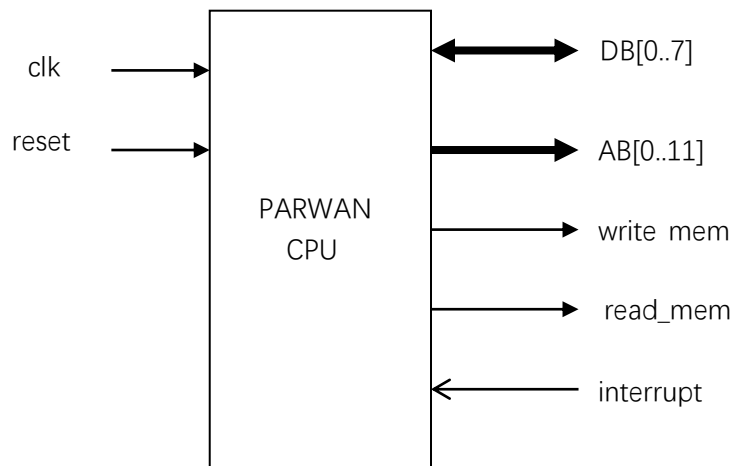 clk
reset
PARWAN
CPU
DB[0..7]
AB[0..11]
write mem
read_mem
interrupt